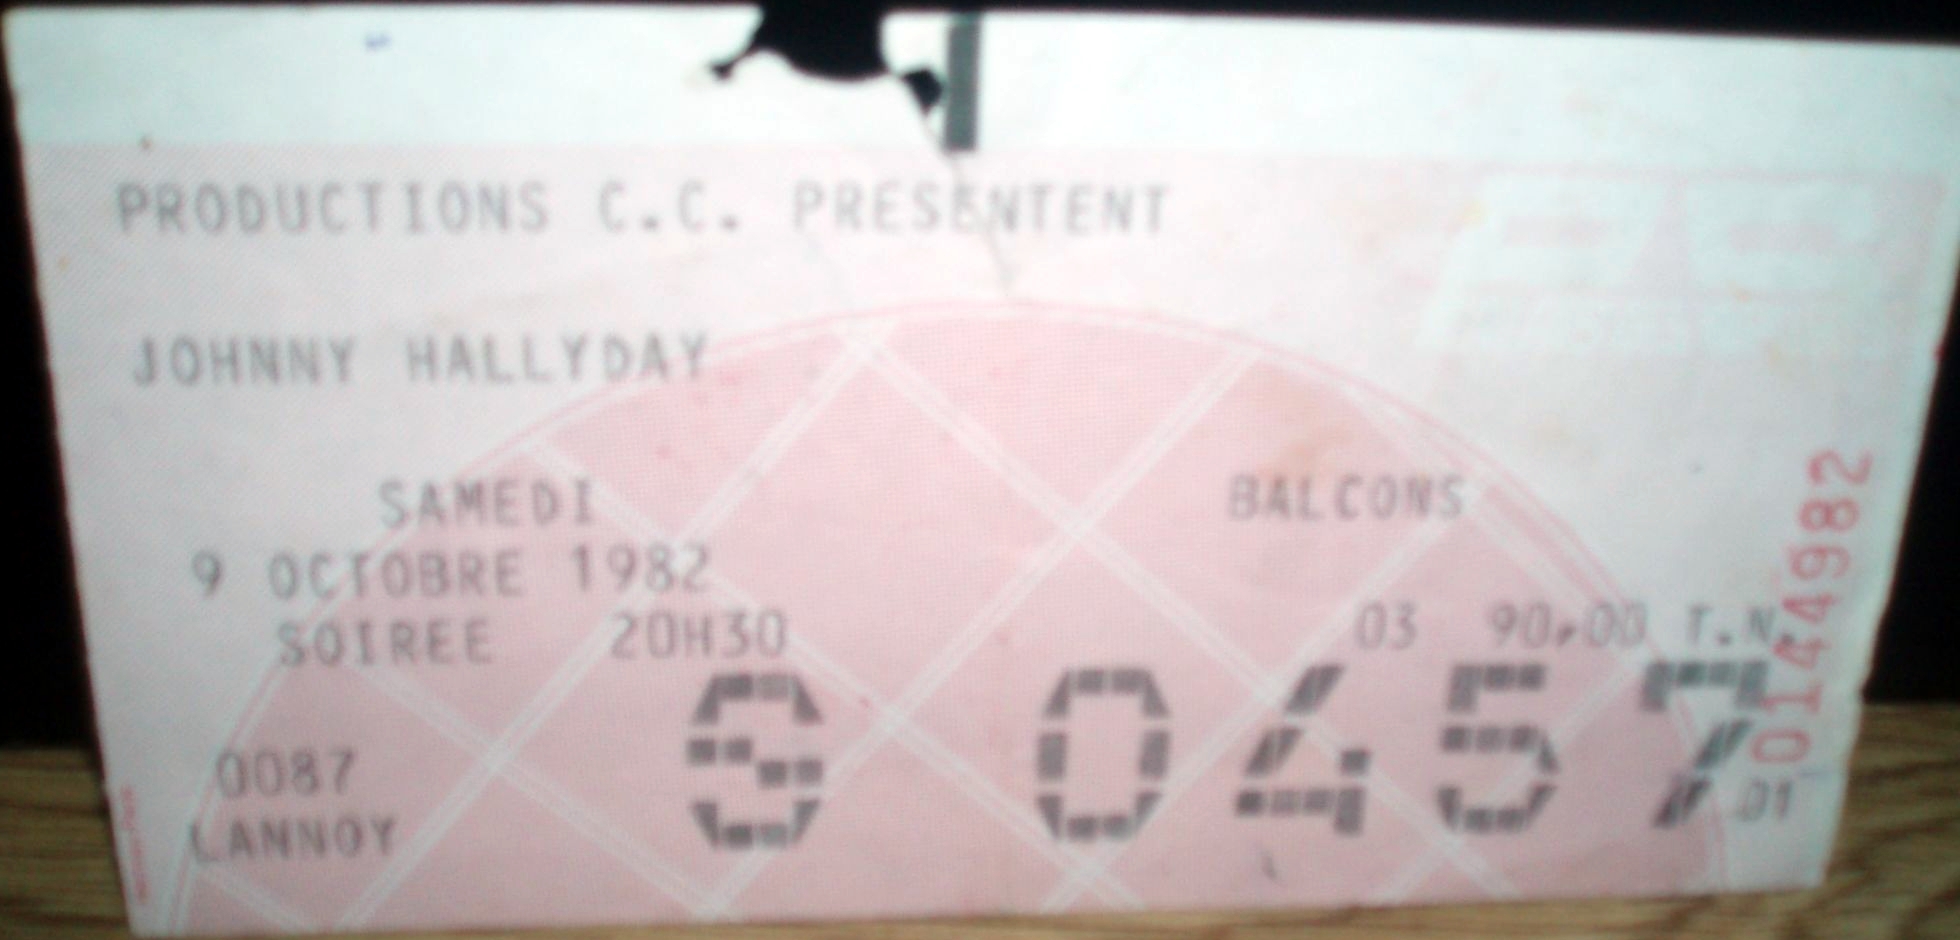 PRODUCTIONS C.C. PRESENTENT
JOHNNY HALLYDAY
SAMEDI
9 OCTOBRE 1982
SOIREE 20H30
BALCONS
03 90,00 T.N.
0087
LANNOY
S 0457
01
0144982